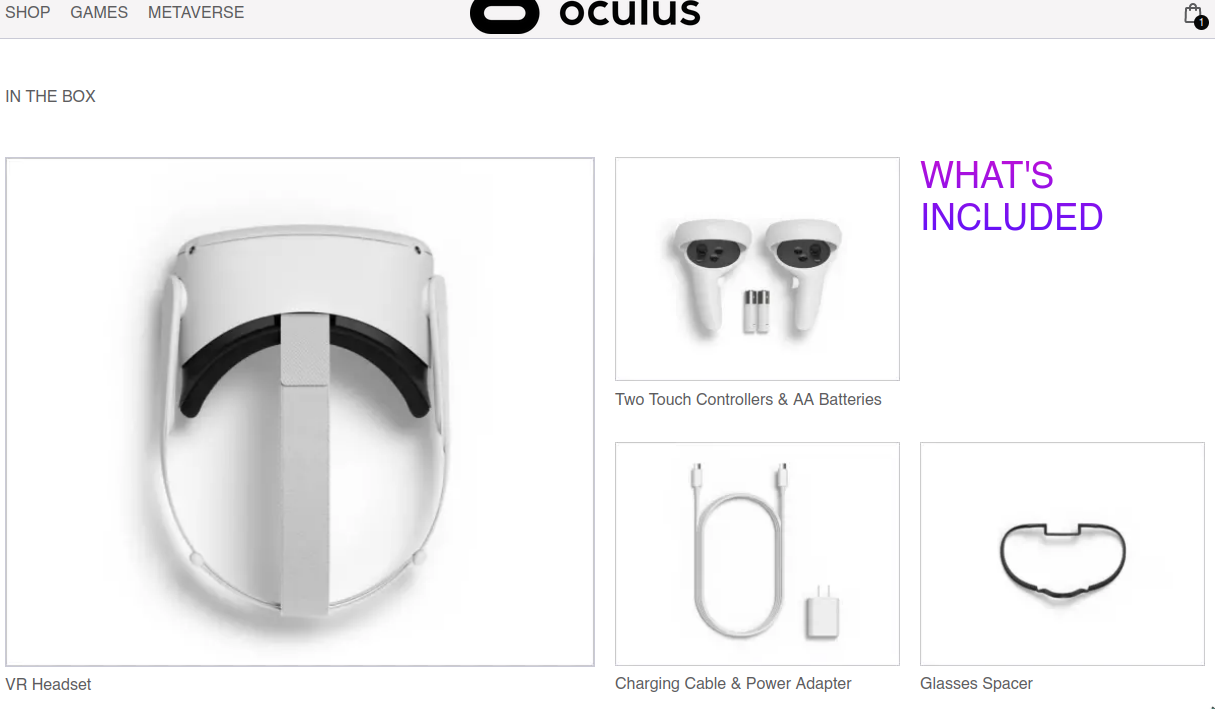 SHOP GAMES METAVERSE
oculus
1
IN THE BOX
WHAT'S
INCLUDED
Two Touch Controllers & AA Batteries
VR Headset
Charging Cable & Power Adapter
Glasses Spacer